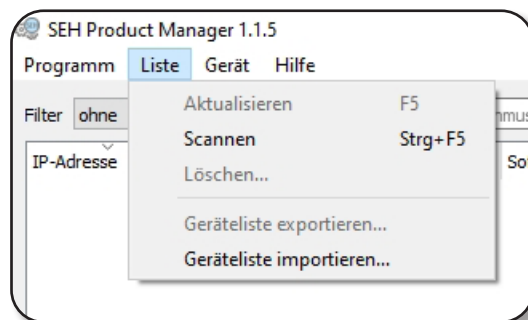 SEH Product Manager 1.1.5
Programm Liste Gerät Hilfe
Filter ohne
Aktualisieren F5
Scannen Strg+F5
IP-Adresse
Löschen...
Geräteliste exportieren...
Geräteliste importieren...